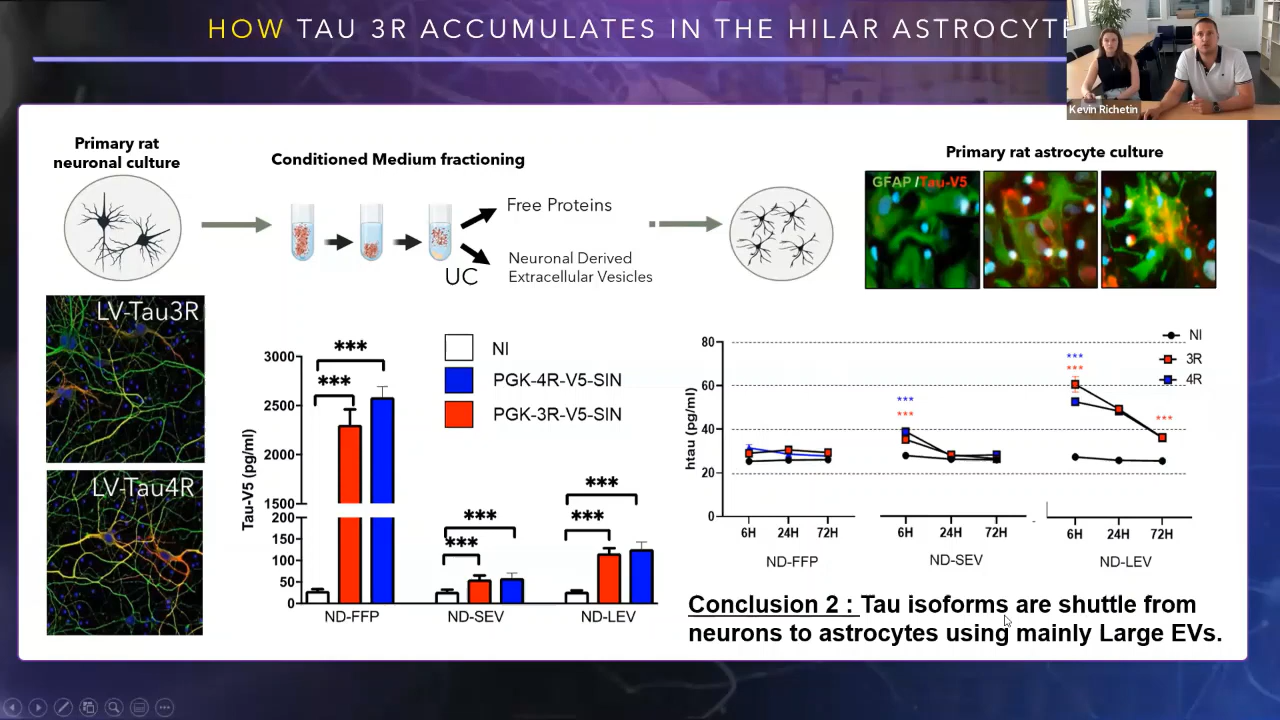 HOW TAU 3R ACCUMULATES IN THE HILAR ASTROCYTE
Kevin Richetin
Primary rat
neuronal culture
Conditioned Medium fractioning
Free Proteins
Neuronal Derived
Extracellular Vesicles
UC
Primary rat astrocyte culture
GFAP /Tau-V5
LV-Tau3R
LV-Tau4R
Tau-V5 (pg/ml)
3000
2500
2000
1500
200
150
100
50
0
***
***
***
***
***
***
ND-FFP
ND-SEV
ND-LEV
NI
PGK-4R-V5-SIN
PGK-3R-V5-SIN
htau (pg/ml)
80
60
40
20
0
***
***
***
***
***
NI
3R
4R
6H 24H 72H
6H 24H 72H
6H 24H 72H
ND-FFP
ND-SEV
ND-LEV
Conclusion 2 : Tau isoforms are shuttle from
neurons to astrocytes using mainly Large EVs.